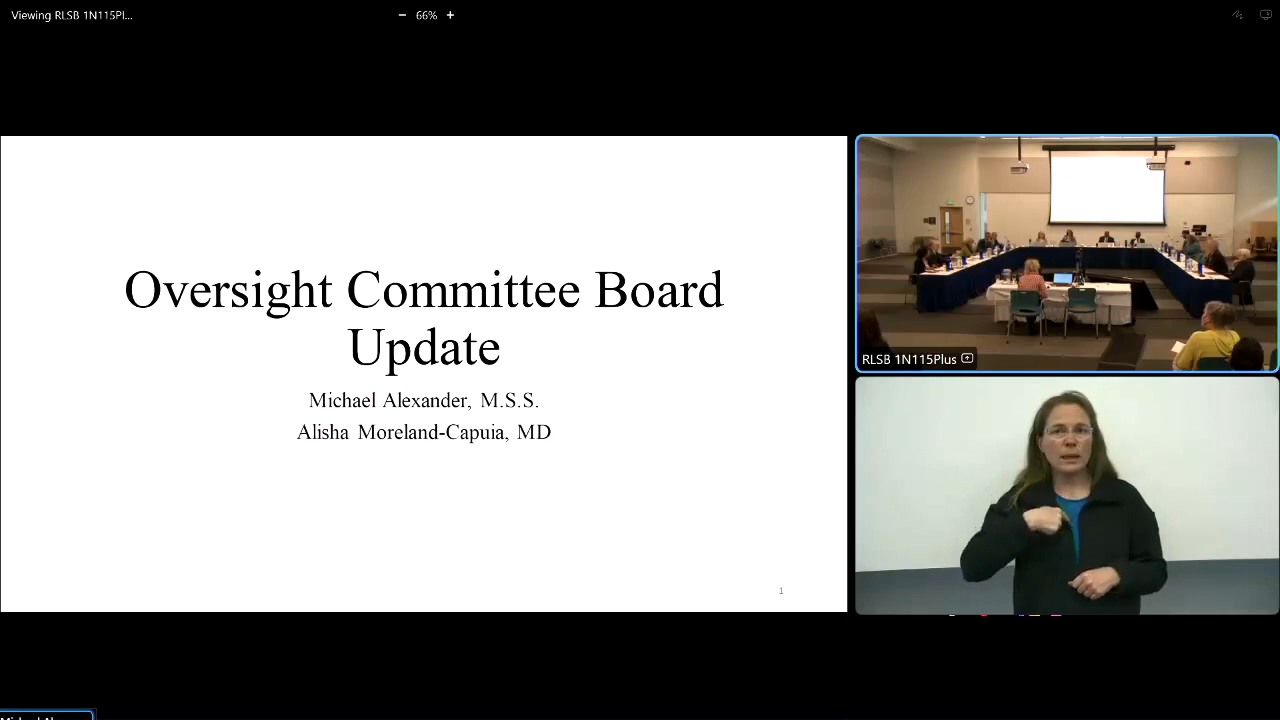 Viewing RLSB 1N115Pl...
66%
Oversight Committee Board
Update
Michael Alexander, M.S.S.
Alisha Moreland-Capuia, MD
1
RLSB 1N115Plus